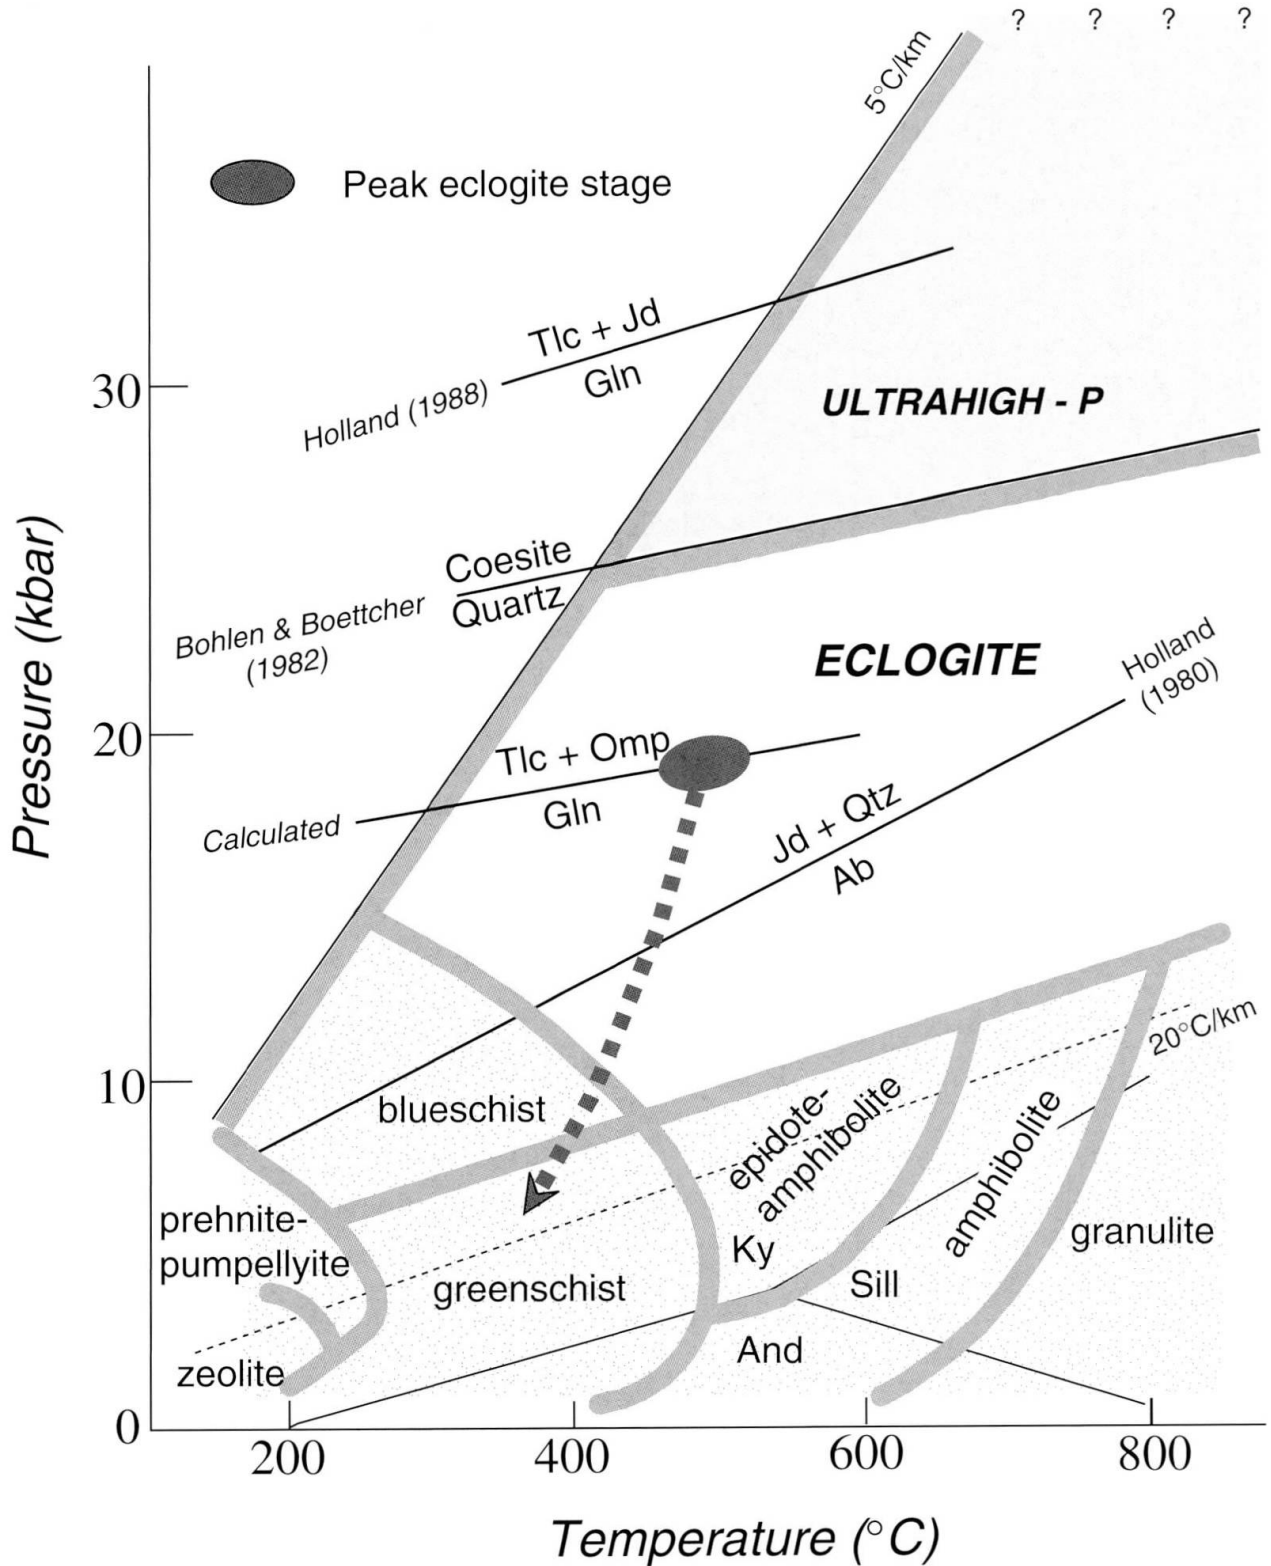 ? ? ? ?
5°C/km
Peak eclogite stage
Tlc + Jd
Gln
Holland (1988)
30
ULTRAHIGH - P
Coesite
Quartz
Bohlen & Boettcher
(1982)
Pressure (kbar)
ECLOGITE
Holland
(1980)
20
Tlc + Omp
Gln
Calculated
Jd + Qtz
Ab
10
blueschist
20°C/km
epidote-
amphibolite
amphibolite
prehnite-
pumpellyite
Ky
granulite
greenschist
Sill
And
zeolite
0
200 400 600 800
Temperature (°C)